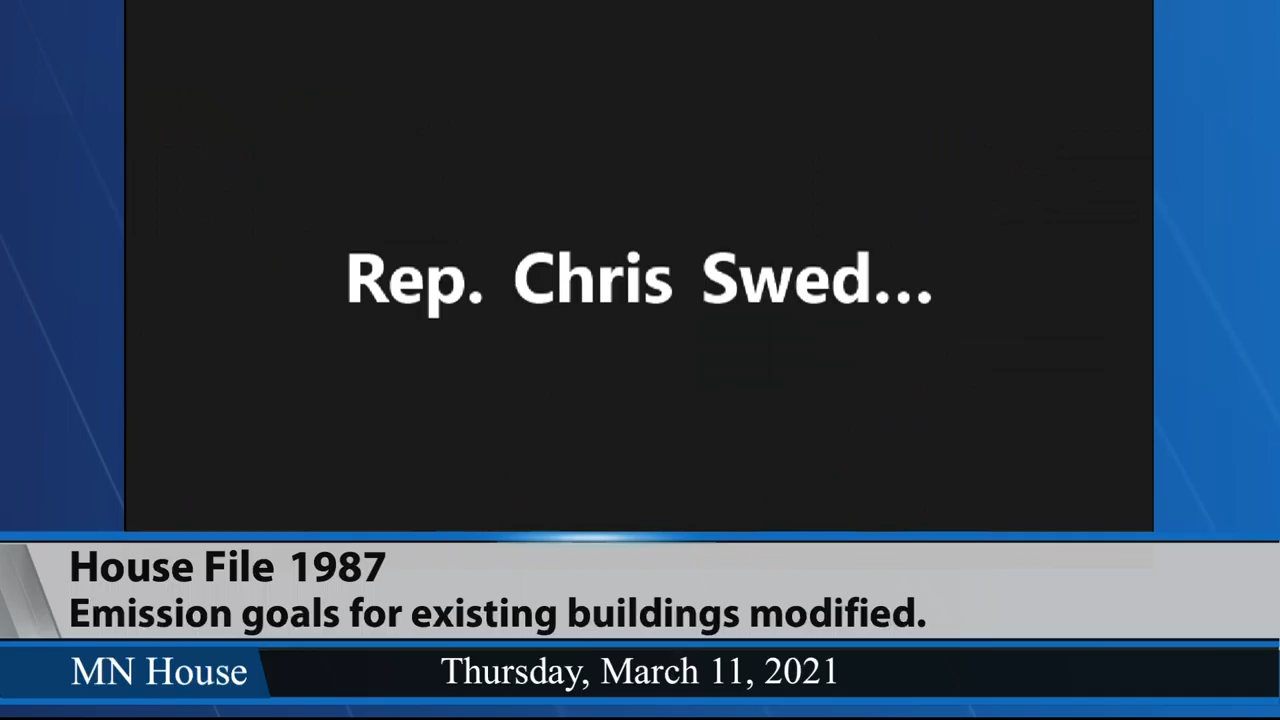 Rep. Chris Swed...
House File 1987
Emission goals for existing buildings modified.
MN House Thursday, March 11, 2021